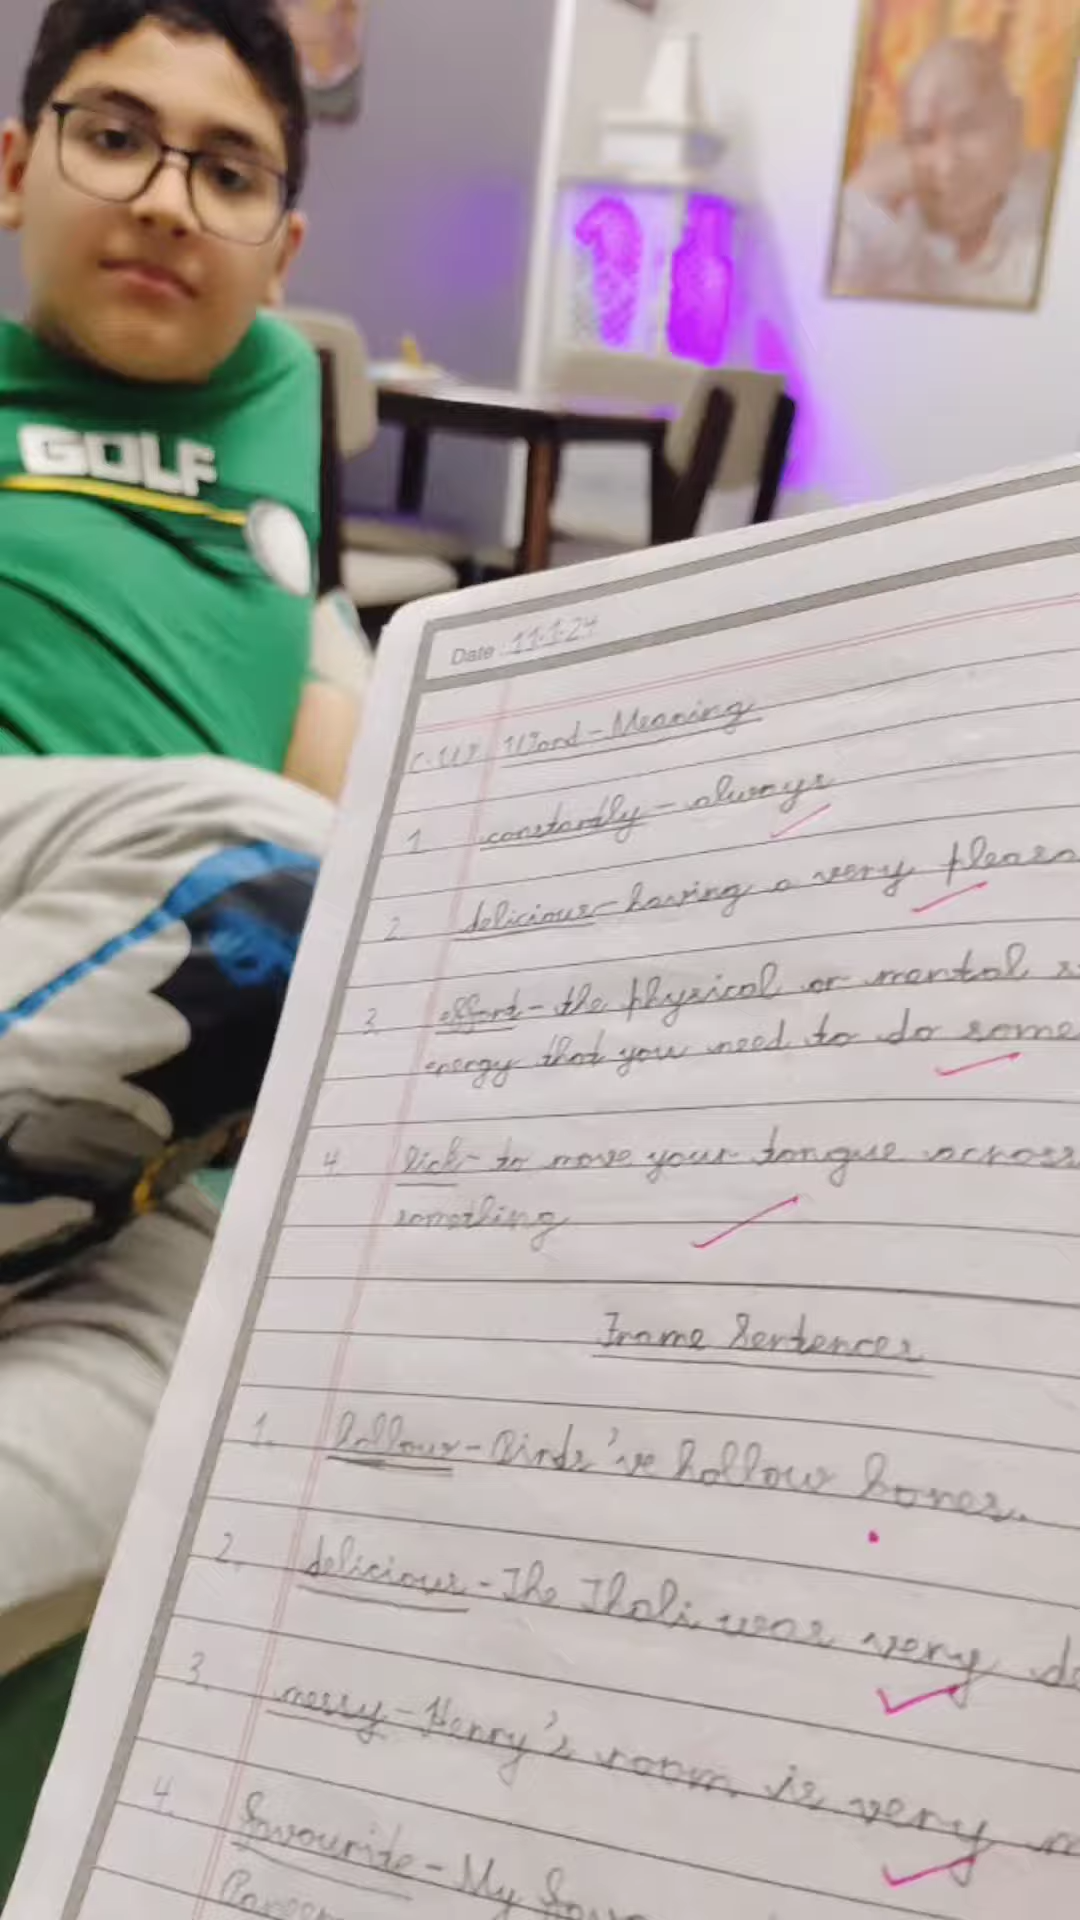 GOLF
Date : 11.1.24
C.W. Word - Meaning
1 constantly - always
2 delicious - having a very
3. effort - the physical or mental
energy that you need to do some
4 lick - to move your tongue across
something
Frame Sentences
1. hollow - Birds've hollow bones.
2. delicious - The Thali was very
3. messy - Henry's room is very
4. favourite - My